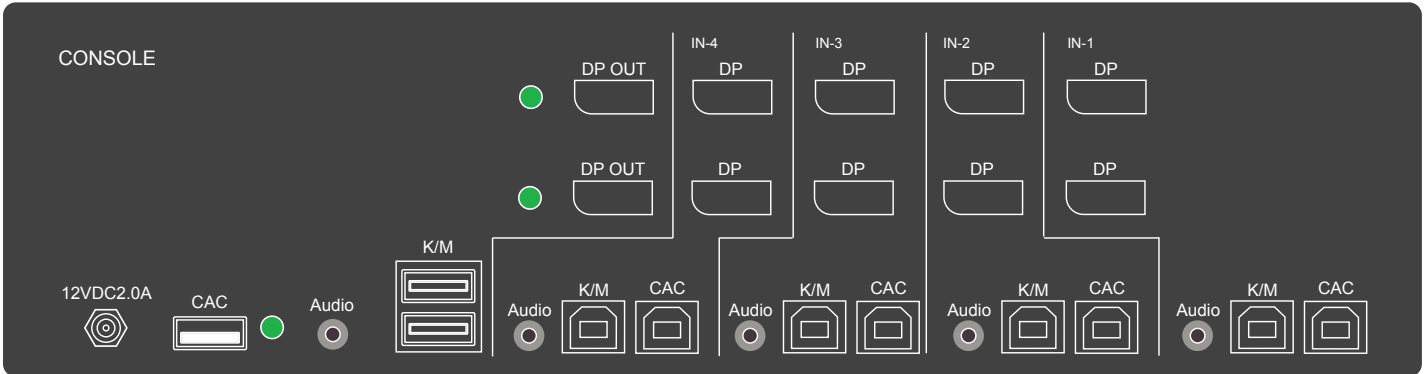 CONSOLE
IN-4 IN-3 IN-2 IN-1
DP OUT DP DP DP DP
DP OUT DP DP DP DP
K/M
12VDC2.0A CAC Audio
Audio K/M CAC Audio K/M CAC Audio K/M CAC Audio K/M CAC